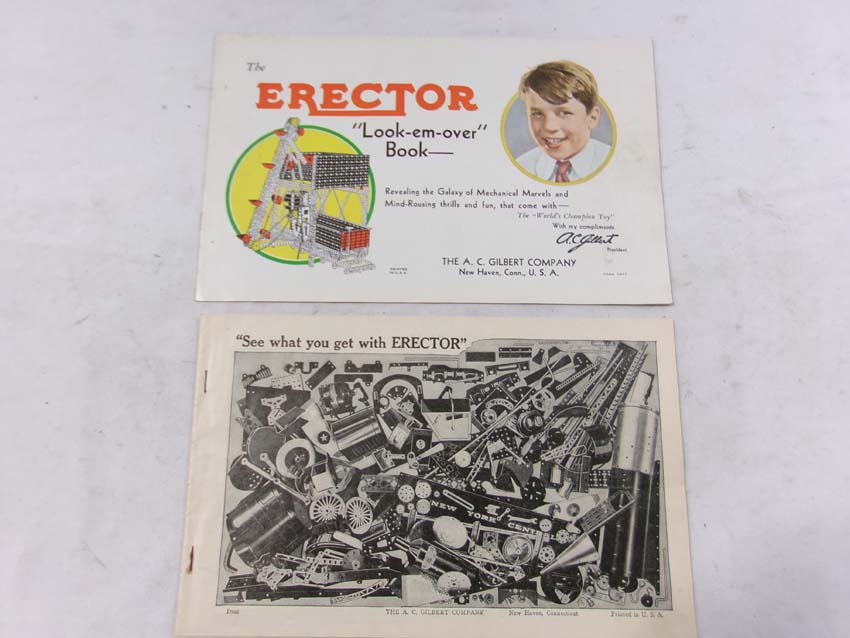 The
ERECTOR
"Look-em-over"
Book—
Revealing the Galaxy of Mechanical Marvels and
Mind-Rousing thrills and fun, that come with—
The "World's Champion Toy"
With my compliments
A.C. Gilbert
President
THE A. C. GILBERT COMPANY
New Haven, Conn., U. S. A.
"See what you get with ERECTOR"
NEW YORK CENT
THE A. C. GILBERT COMPANY New Haven, Connecticut Printed in U. S. A.